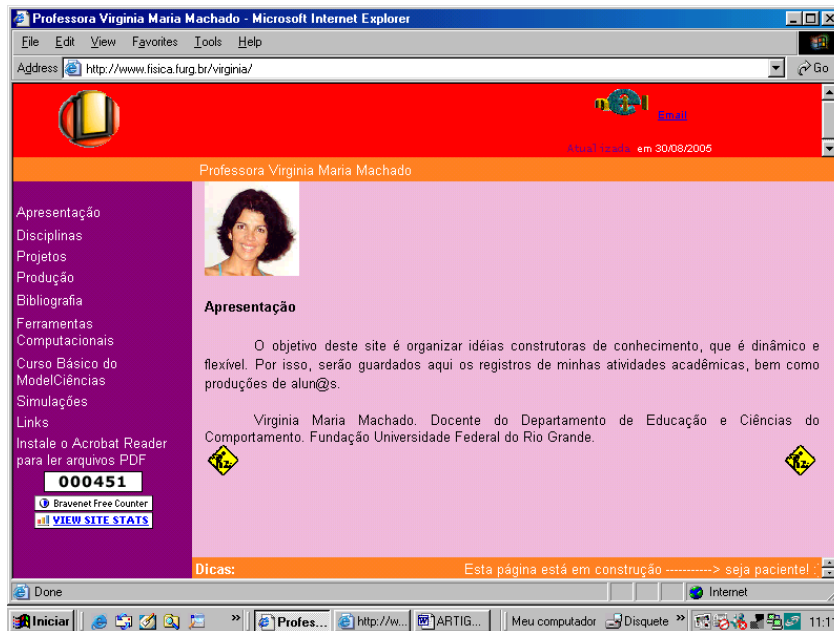 Professora Virginia Maria Machado - Microsoft Internet Explorer
File Edit View Favorites Tools Help
Address http://www.fisica.furg.br/virginia/ Go
Email
Atualizada em 30/08/2005
Professora Virginia Maria Machado
Apresentação
Disciplinas
Projetos
Produção
Bibliografia
Ferramentas
Computacionais
Curso Básico do
ModelCiências
Simulações
Links
Instale o Acrobat Reader
para ler arquivos PDF
000451
Bravenet Free Counter
VIEW SITE STATS
Apresentação
O objetivo deste site é organizar idéias construtoras de conhecimento, que é dinâmico e
flexível. Por isso, serão guardados aqui os registros de minhas atividades acadêmicas, bem como
produções de alun@s.
Virginia Maria Machado. Docente do Departamento de Educação e Ciências do
Comportamento. Fundação Universidade Federal do Rio Grande.
Dicas: Esta página está em construção ----------> seja paciente! :
Done Internet
Iniciar » Profes... http://w... ARTIG... Meu computador Disquete » 11:1